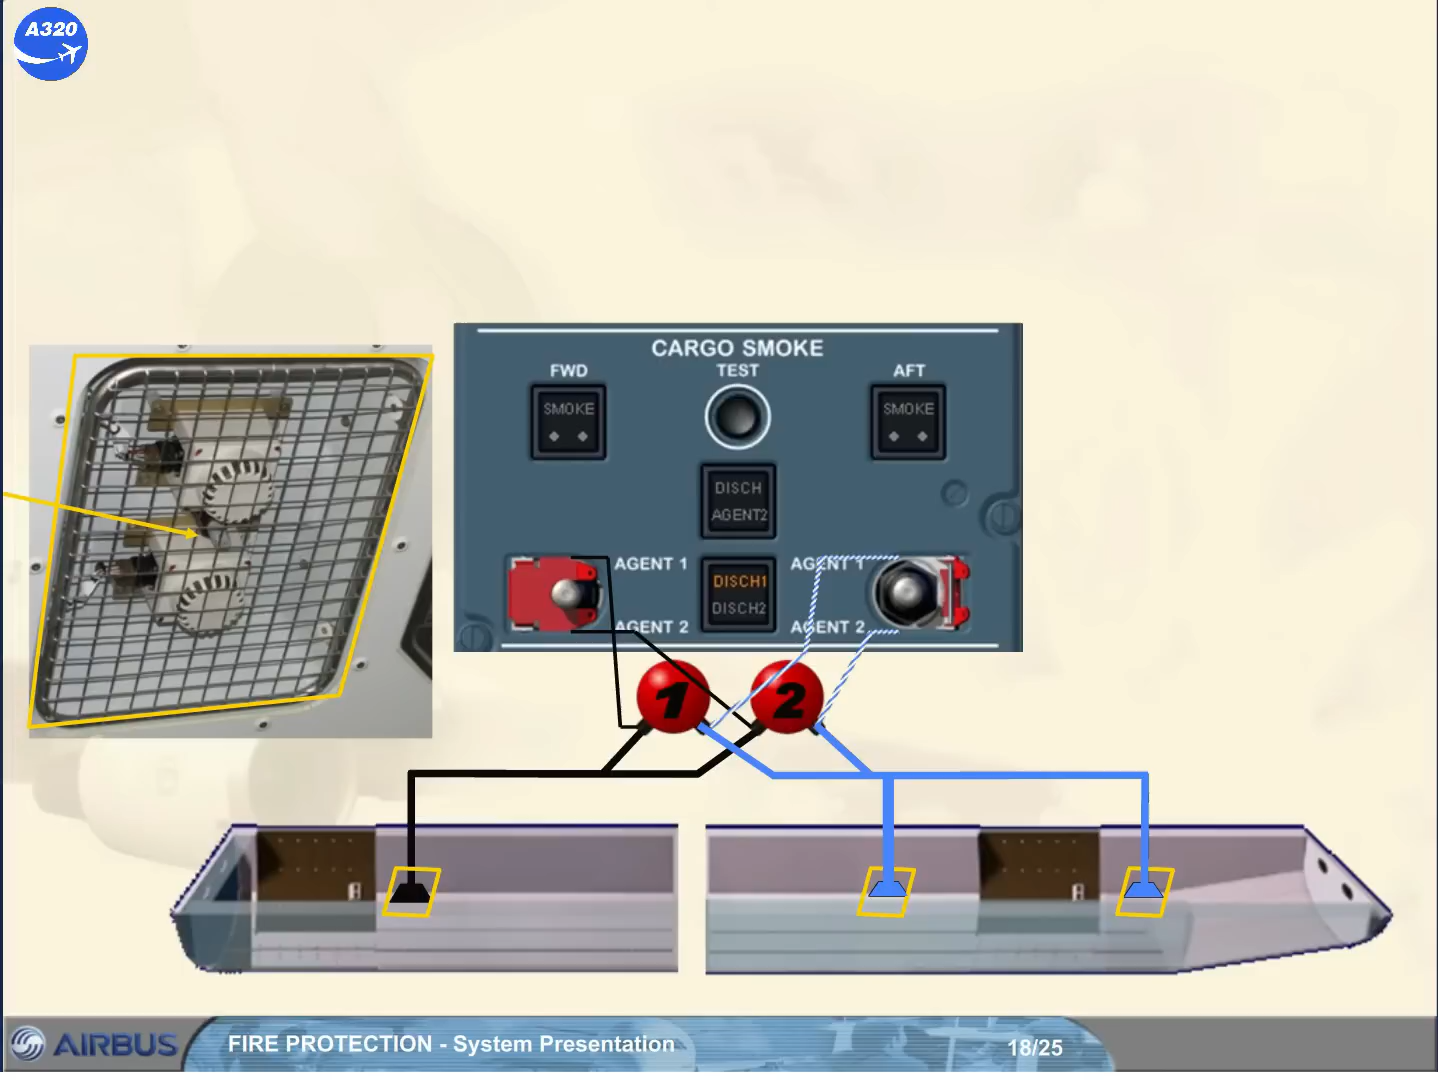 A320
CARGO SMOKE
FWD
TEST
AFT
SMOKE
SMOKE
DISCH
AGENT2
AGENT 1
AGENT 1
DISCH1
DISCH2
AGENT 2
AGENT 2
1
2
AIRBUS
FIRE PROTECTION - System Presentation
18/25